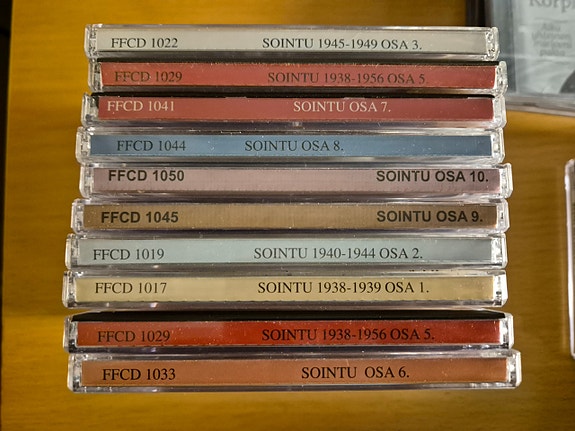 FFCD 1022 SOINTU 1945-1949 OSA 3.
FFCD 1029 SOINTU 1938-1956 OSA 5.
FFCD 1041 SOINTU OSA 7.
FFCD 1044 SOINTU OSA 8.
FFCD 1050 SOINTU OSA 10.
FFCD 1045 SOINTU OSA 9.
FFCD 1019 SOINTU 1940-1944 OSA 2.
FFCD 1017 SOINTU 1938-1939 OSA 1.
FFCD 1029 SOINTU 1938-1956 OSA 5.
FFCD 1033 SOINTU OSA 6.